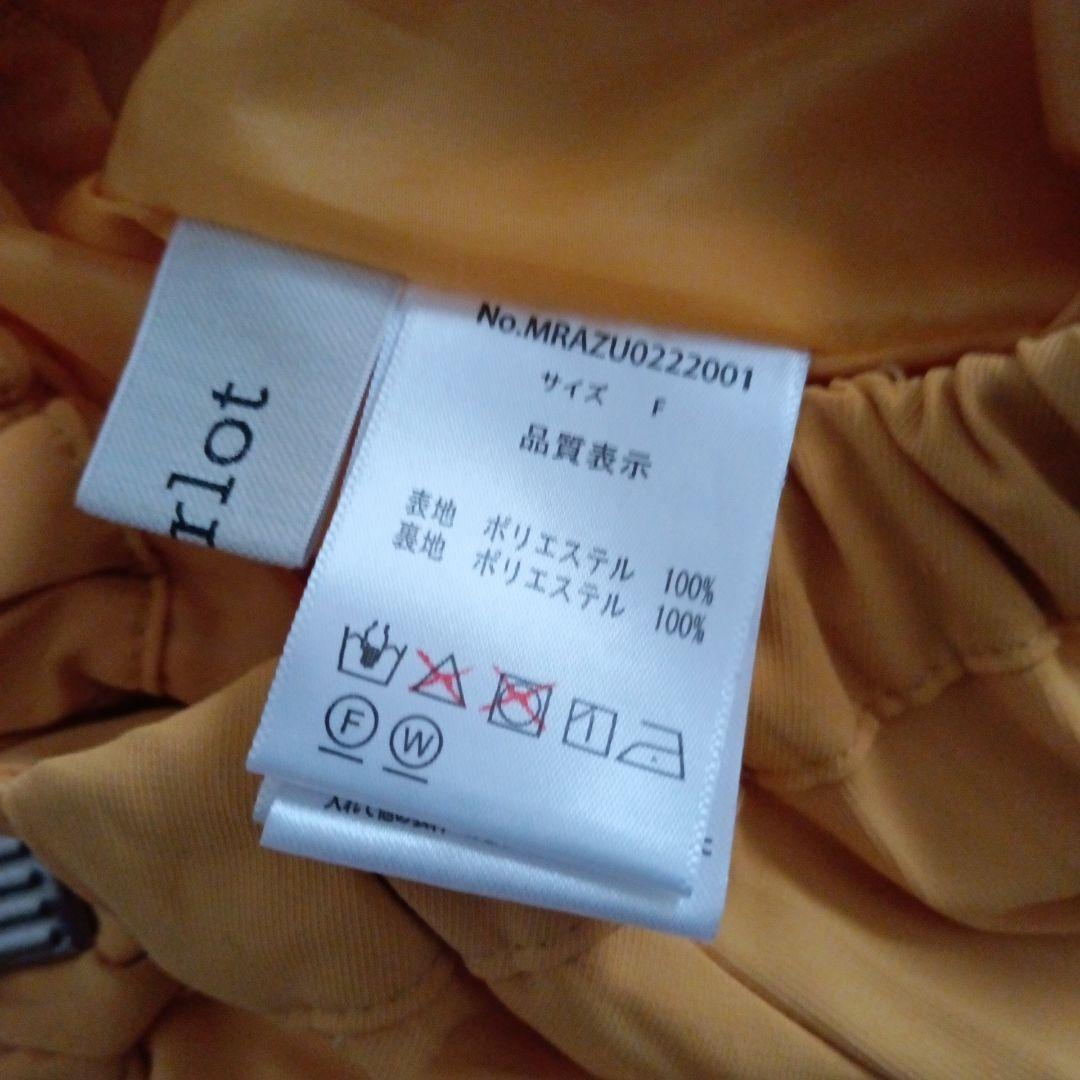 rlot
No.MRAZU0222001
サイズ F
品質表示
表地 ポリエステル 100%
裏地 ポリエステル 100%
F W